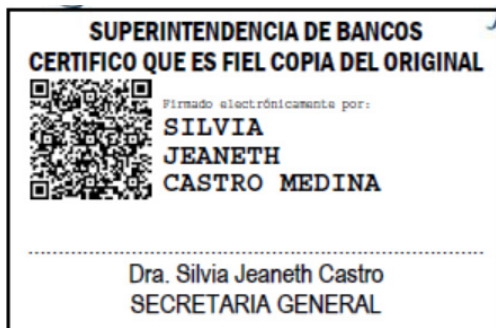 SUPERINTENDENCIA DE BANCOS
CERTIFICO QUE ES FIEL COPIA DEL ORIGINAL
Firmado electrónicamente por:
SILVIA
JEANETH
CASTRO MEDINA
Dra. Silvia Jeaneth Castro
SECRETARIA GENERAL